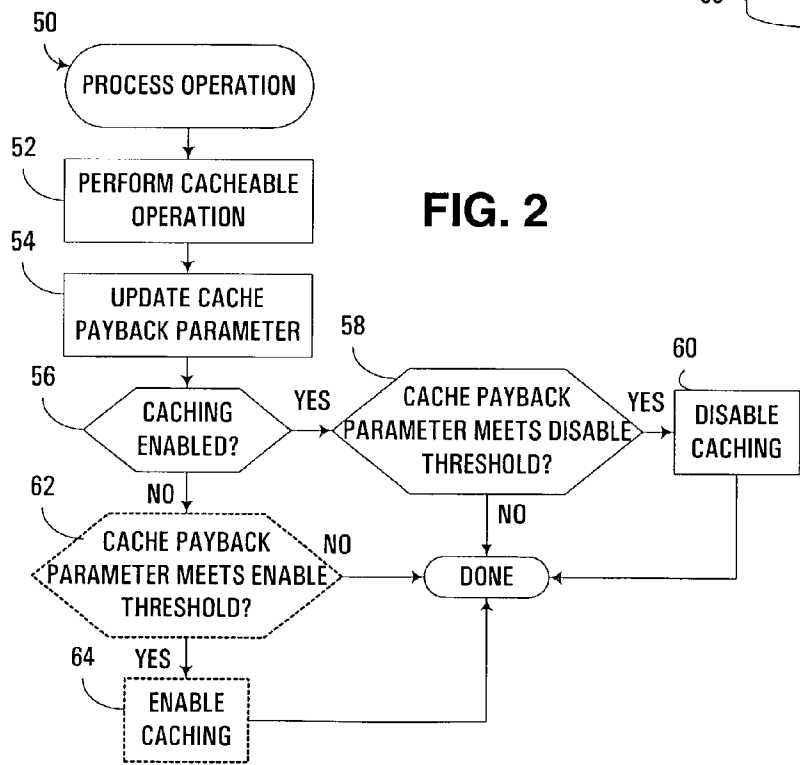 50
PROCESS OPERATION
52
PERFORM CACHEABLE
OPERATION
FIG. 2
54
UPDATE CACHE
PAYBACK PARAMETER
56
CACHING
ENABLED?
YES
58
CACHE PAYBACK
PARAMETER MEETS DISABLE
THRESHOLD?
YES
60
DISABLE
CACHING
NO
NO
62
CACHE PAYBACK
PARAMETER MEETS ENABLE
THRESHOLD?
NO
DONE
YES
64
ENABLE
CACHING